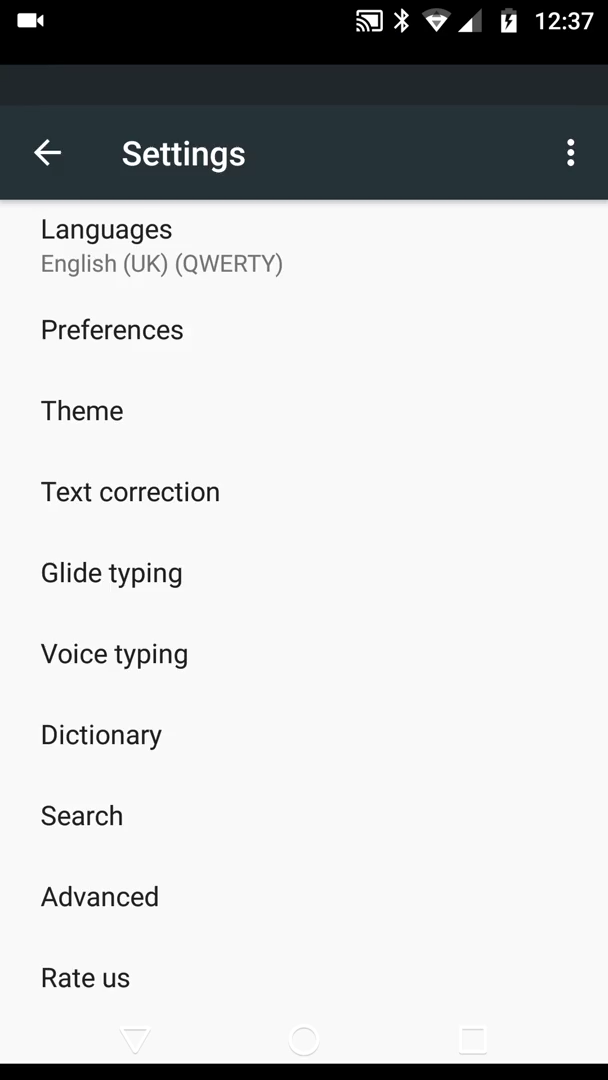 12:37
Settings
Languages
English (UK) (QWERTY)
Preferences
Theme
Text correction
Glide typing
Voice typing
Dictionary
Search
Advanced
Rate us